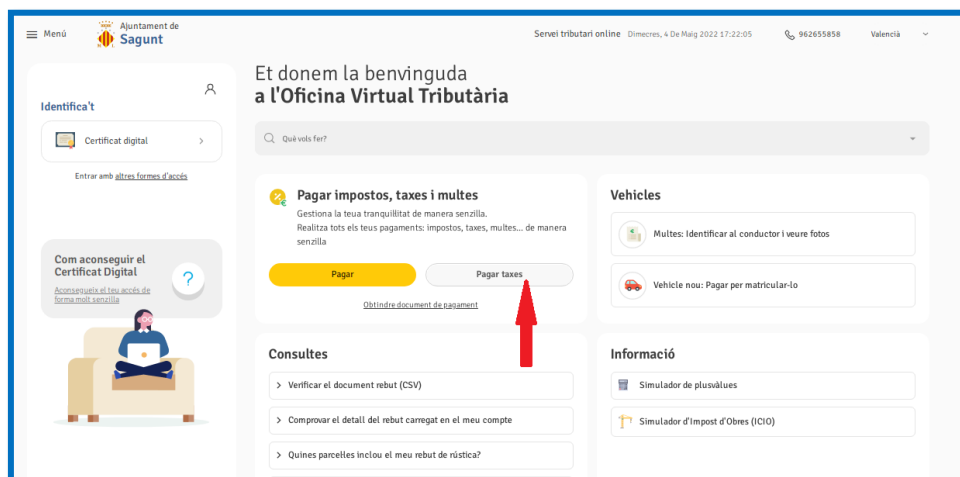 Menú
Ajuntament de
Sagunt
Servei tributari online Dimecres, 4 De Maig 2022 17:22:05
962655858
Valencià
Identifica't
Certificat digital
Entrar amb altres formes d'accés
Com aconseguir el
Certificat Digital
Aconsegueix el teu accés de
forma molt senzilla
?
Et donem la benvinguda
a l'Oficina Virtual Tributària
Què vols fer?
Pagar impostos, taxes i multes
Gestiona la teua tranquil·litat de manera senzilla.
Realitza tots els teus pagaments: impostos, taxes, multes... de manera
senzilla
Pagar
Pagar taxes
Obtindre document de pagament
Vehicles
Multes: Identificar al conductor i veure fotos
Vehicle nou: Pagar per matricular-lo
Consultes
Verificar el document rebut (CSV)
Comprovar el detall del rebut carregat en el meu compte
Quines parcel·les inclou el meu rebut de rústica?
Informació
Simulador de plusvàlues
Simulador d'Impost d'Obres (ICIO)